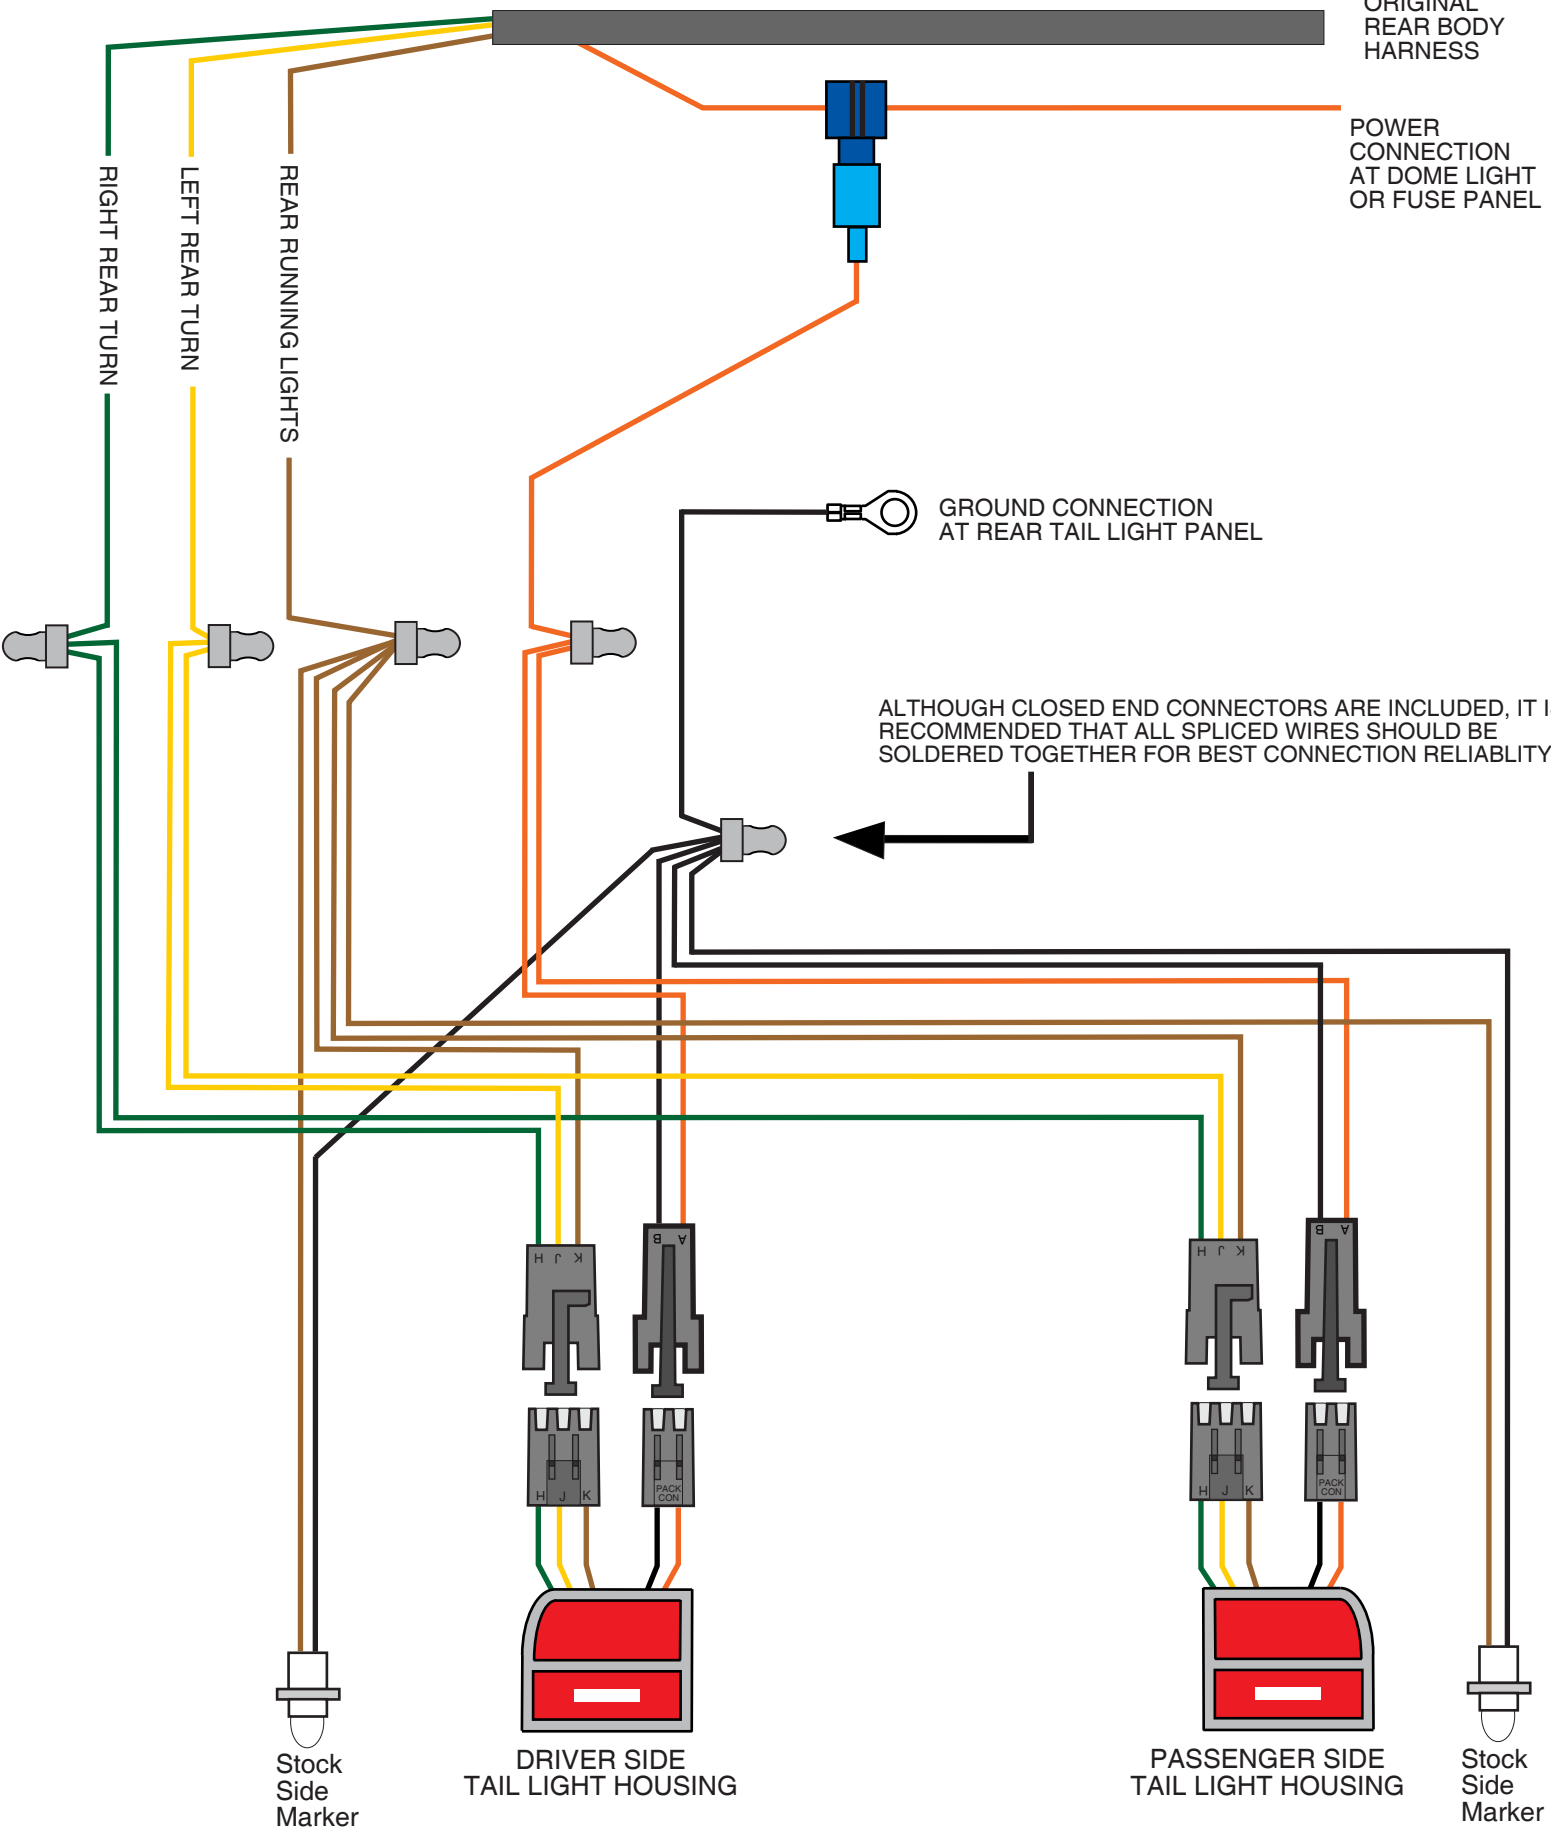 ORIGINAL
REAR BODY
HARNESS
POWER
CONNECTION
AT DOME LIGHT
OR FUSE PANEL
RIGHT REAR TURN
LEFT REAR TURN
REAR RUNNING LIGHTS
GROUND CONNECTION
AT REAR TAIL LIGHT PANEL
ALTHOUGH CLOSED END CONNECTORS ARE INCLUDED, IT
RECOMMENDED THAT ALL SPLICED WIRES SHOULD BE
SOLDERED TOGETHER FOR BEST CONNECTION RELIABLITY
H J K
B A
H J K
B A
H J K
PACK
CON
H J K
PACK
CON
Stock
Side
Marker
DRIVER SIDE
TAIL LIGHT HOUSING
PASSENGER SIDE
TAIL LIGHT HOUSING
Stock
Side
Marker